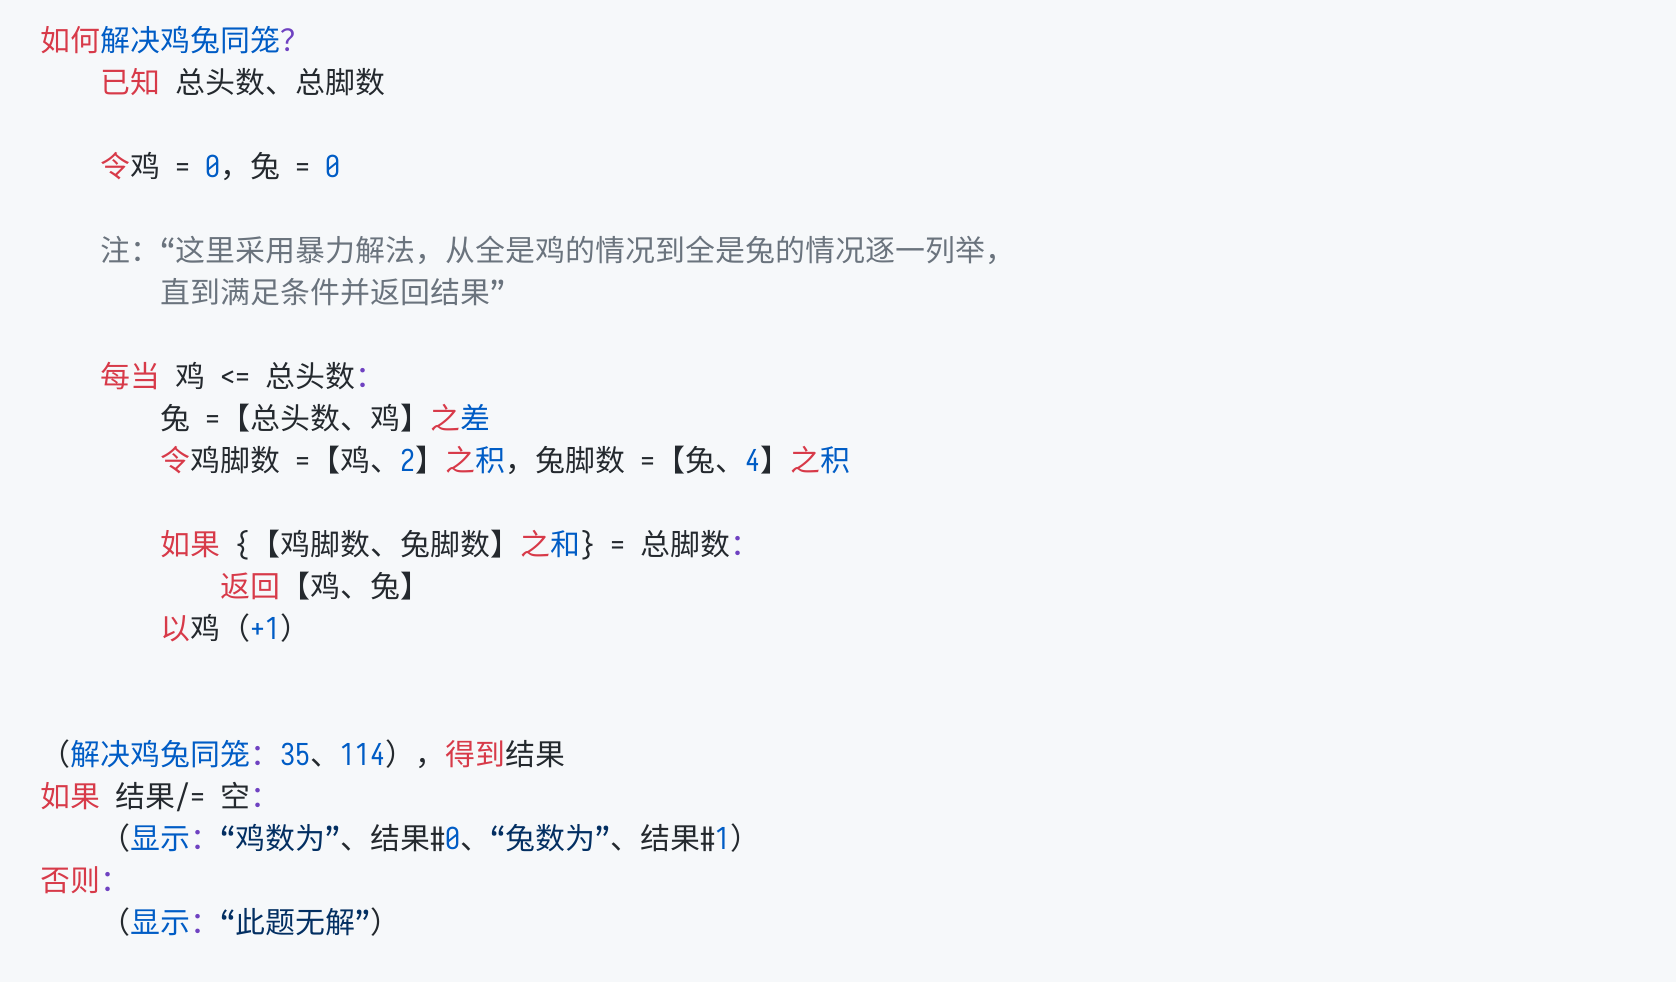 如何解决鸡兔同笼？
已知 总头数、总脚数
令鸡 = 0，兔 = 0
注：“这里采用暴力解法，从全是鸡的情况到全是兔的情况逐一列举，
直到满足条件并返回结果”
每当 鸡 <= 总头数：
兔 =【总头数、鸡】之差
令鸡脚数 =【鸡、2】之积，兔脚数 =【兔、4】之积
如果 {【鸡脚数、兔脚数】之和} = 总脚数：
返回【鸡、兔】
以鸡（+1）
（解决鸡兔同笼：35、114），得到结果
如果 结果/= 空：
（显示：“鸡数为”、结果#0、“兔数为”、结果#1）
否则：
（显示：“此题无解”）